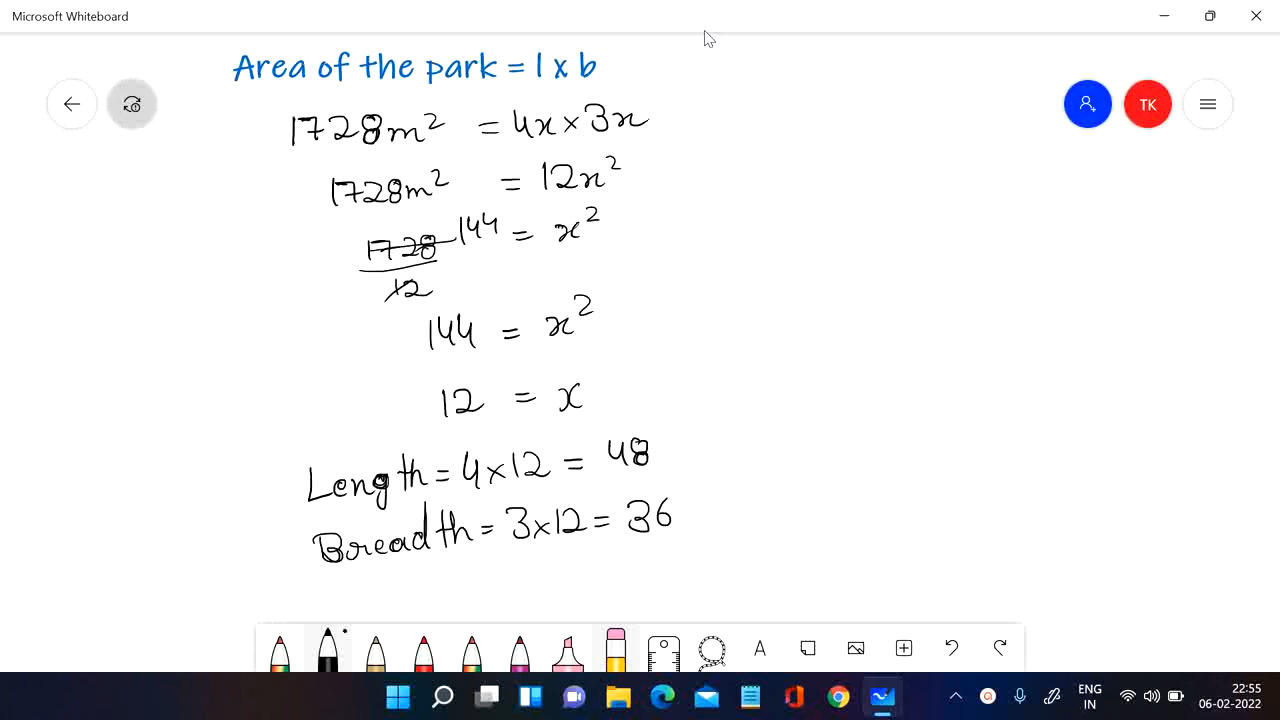 Microsoft Whiteboard
Area of the park = l x b
TK
1728m² = 4x × 3x
1728m² = 12x²
1728/12 144 = x²
144 = x²
12 = x
Length = 4×12 = 48
Breadth = 3×12 = 36
A
ENG
IN
22:55
06-02-2022